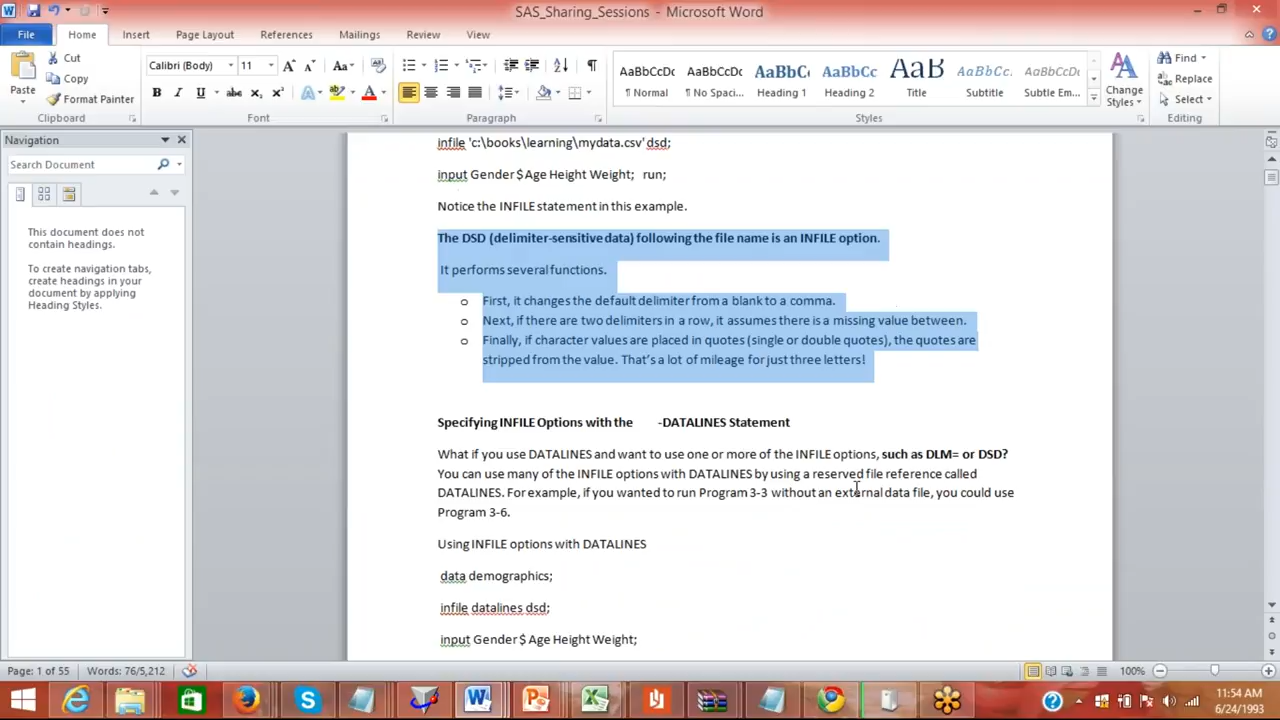 SAS_Sharing_Sessions - Microsoft Word
File Home Insert Page Layout References Mailings Review View
Paste
Cut
Copy
Format Painter
Clipboard
Calibri (Body) 11
Font
Paragraph
AaBbCcDc AaBbCcDc AaBbCc AaBbCc AaB AaBbCcD AaBbCcDc
¶ Normal ¶ No Spaci... Heading 1 Heading 2 Title Subtitle Subtle Em...
Styles
Change Styles
Find
Replace
Select
Editing
Navigation
Search Document
This document does not
contain headings.
To create navigation tabs,
create headings in your
document by applying
Heading Styles.
infile 'c:\books\learning\mydata.csv' dsd;
input Gender $ Age Height Weight; run;
Notice the INFILE statement in this example.
The DSD (delimiter-sensitive data) following the file name is an INFILE option.
It performs several functions.
o First, it changes the default delimiter from a blank to a comma.
o Next, if there are two delimiters in a row, it assumes there is a missing value between.
o Finally, if character values are placed in quotes (single or double quotes), the quotes are
stripped from the value. That's a lot of mileage for just three letters!
Specifying INFILE Options with the -DATALINES Statement
What if you use DATALINES and want to use one or more of the INFILE options, such as DLM= or DSD?
You can use many of the INFILE options with DATALINES by using a reserved file reference called
DATALINES. For example, if you wanted to run Program 3-3 without an external data file, you could use
Program 3-6.
Using INFILE options with DATALINES
data demographics;
infile datalines dsd;
input Gender $ Age Height Weight;
Page: 1 of 55 Words: 76/5,212 100%
11:54 AM
6/24/1993